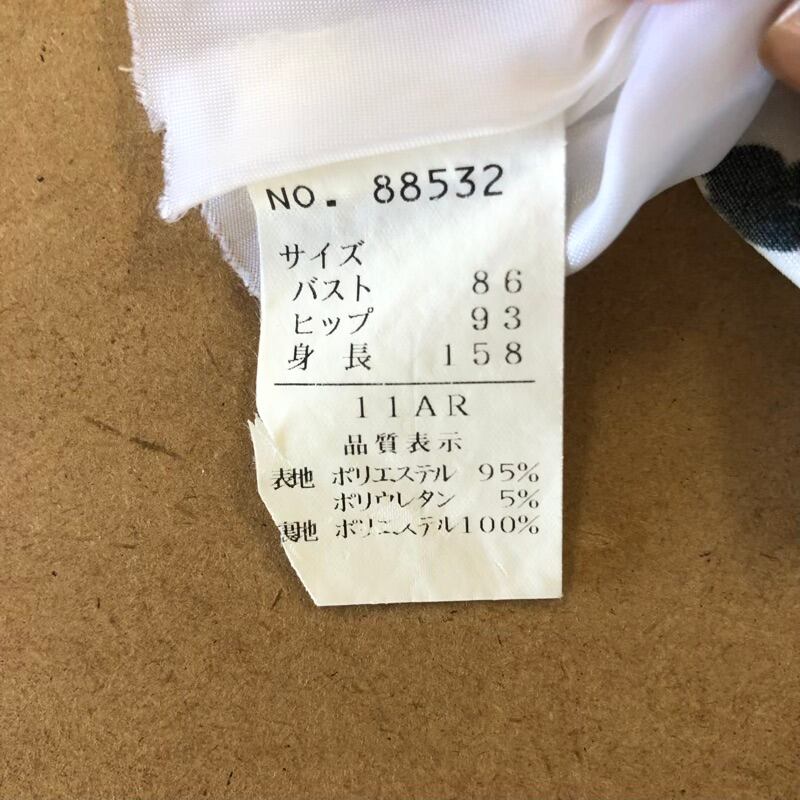 NO. 88532
サイズ
バスト 86
ヒップ 93
身長 158
11AR
品質表示
表地 ポリエステル 95%
ポリウレタン 5%
裏地 ポリエステル100%